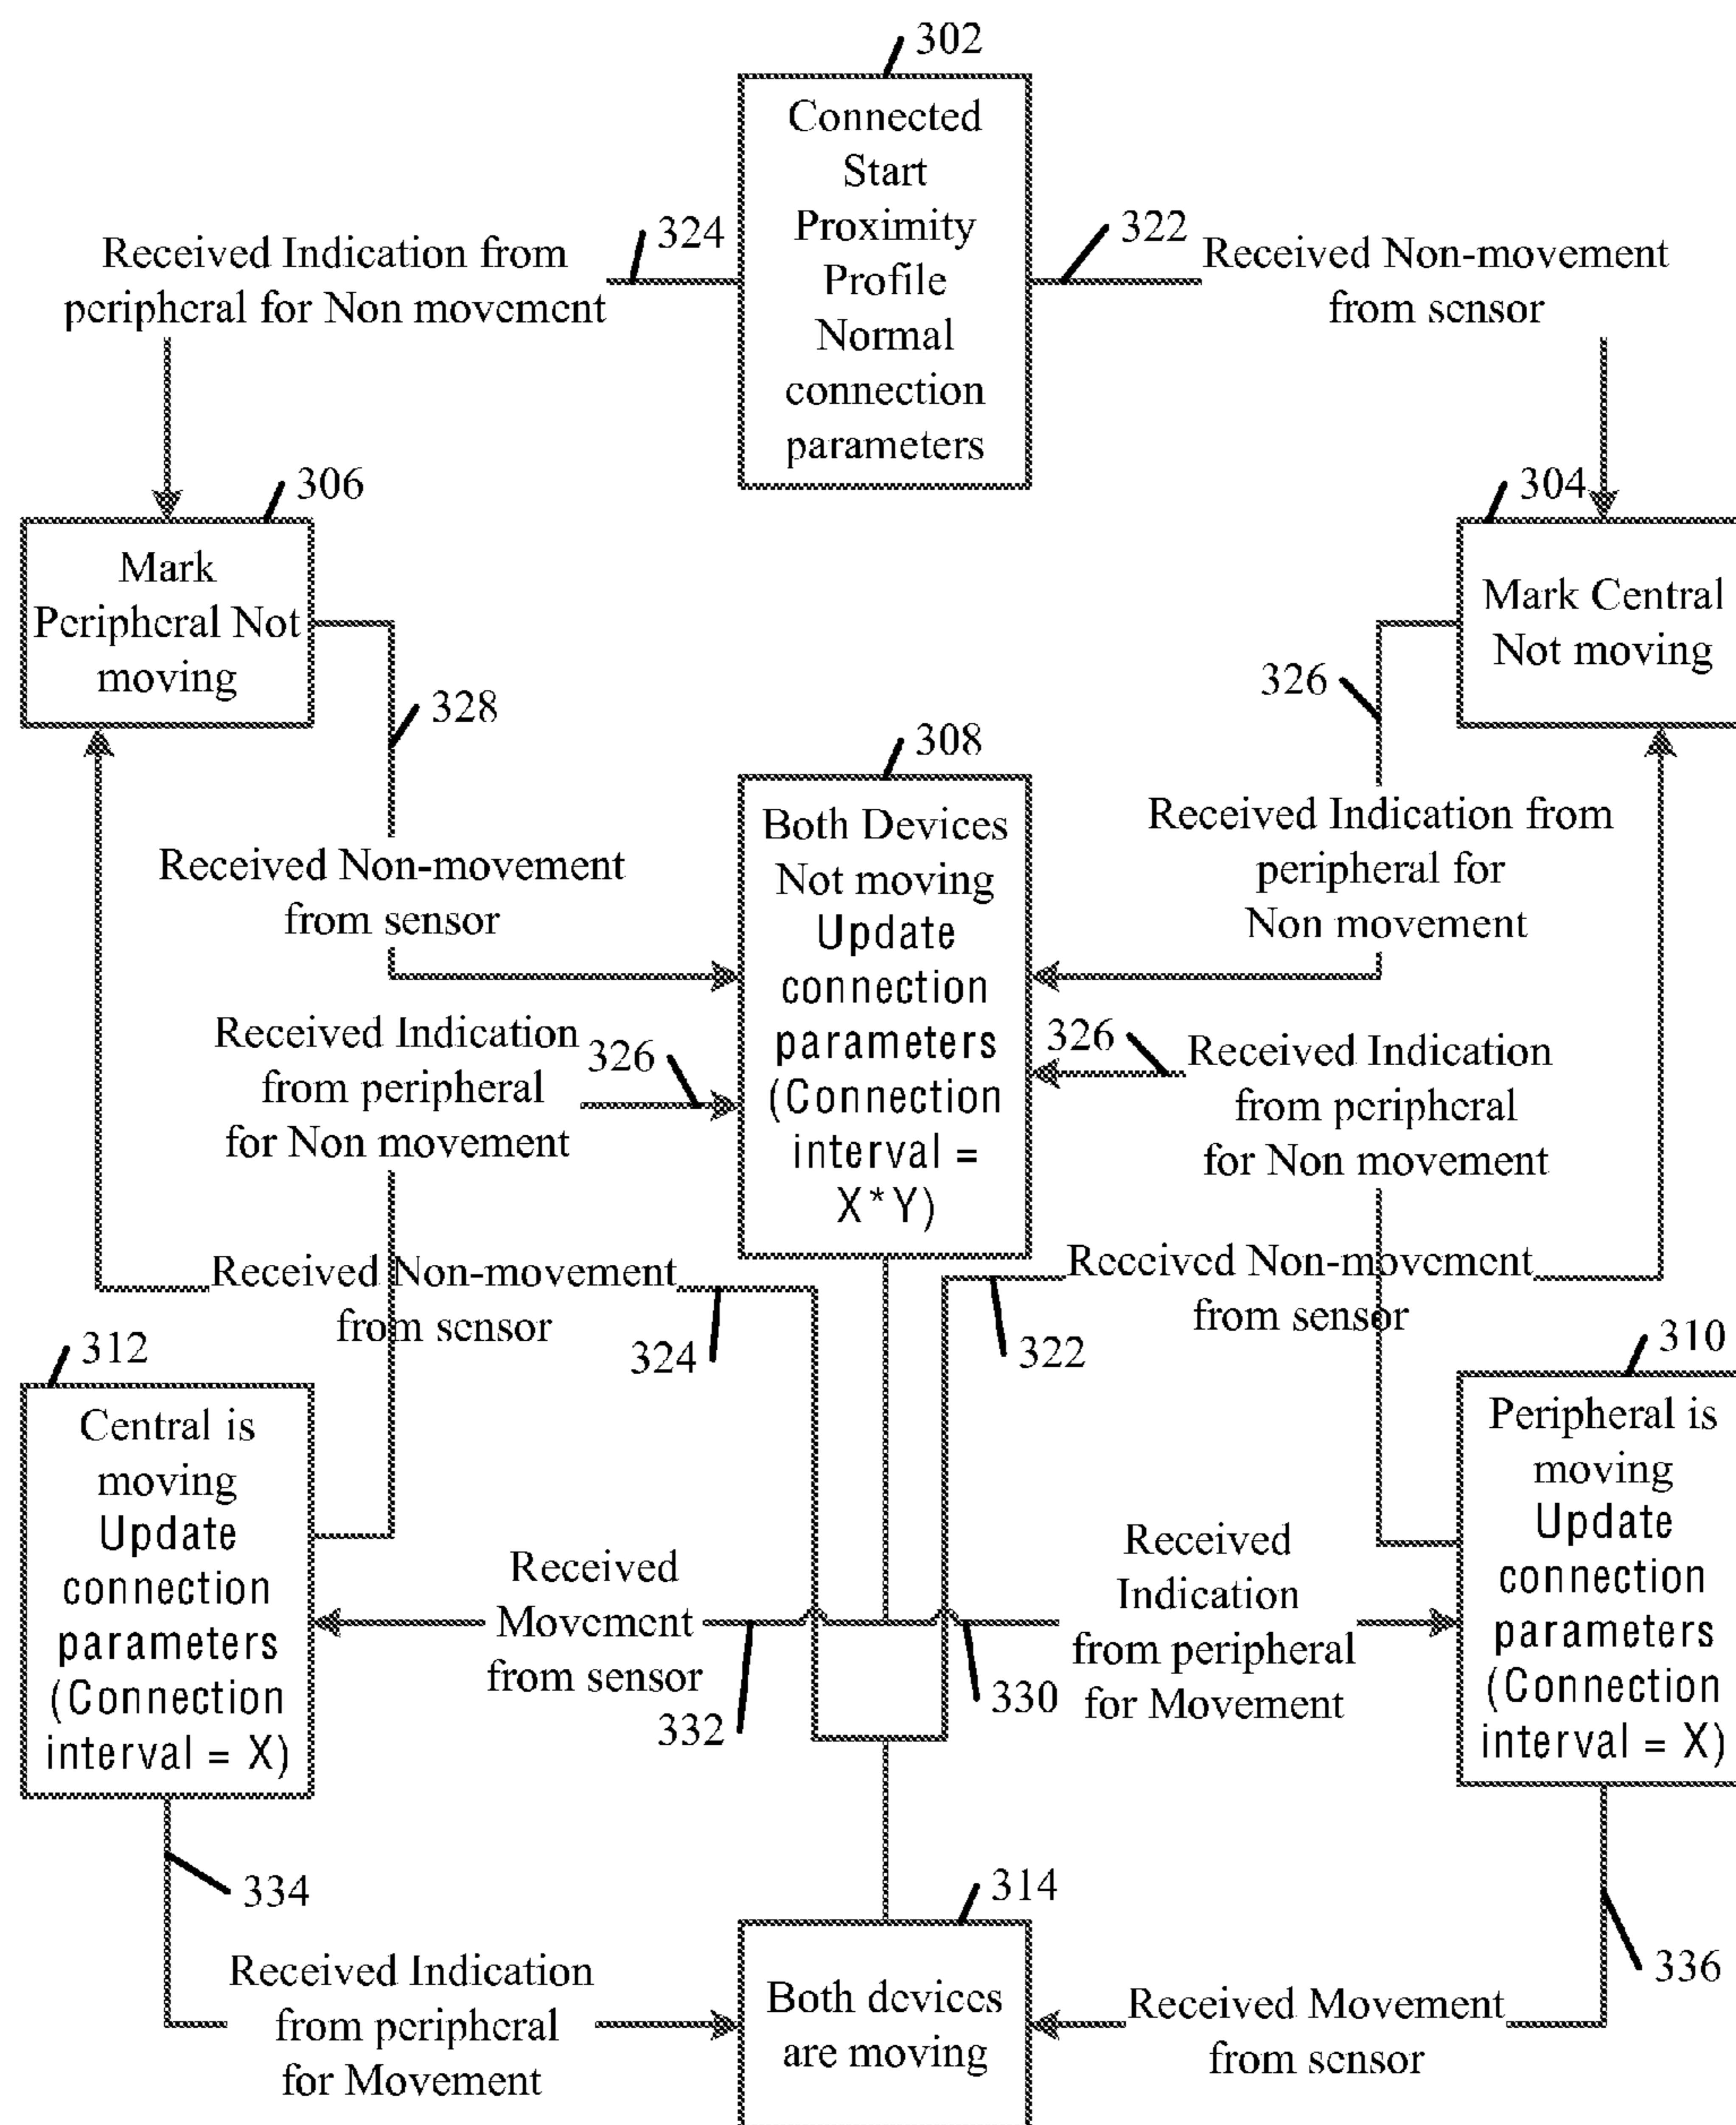 302
Connected
Start
Proximity
Profile
Normal
connection
parameters
324
Received Indication from
peripheral for Non movement
322
Received Non-movement
from sensor
306
Mark
Peripheral Not
moving
304
Mark Central
Not moving
328
Received Non-movement
from sensor
308
Both Devices
Not moving
Update
connection
parameters
(Connection
interval =
X*Y)
326
Received Indication from
peripheral for
Non movement
Received Indication
from peripheral
for Non movement
326
326
Received Indication
from peripheral
for Non movement
Received Non-movement
from sensor
324
Received Non-movement
from sensor
322
312
Central is
moving
Update
connection
parameters
(Connection
interval = X)
310
Peripheral is
moving
Update
connection
parameters
(Connection
interval = X)
Received
Movement
from sensor
332
Received
Indication
from peripheral
for Movement
330
334
Received Indication
from peripheral
for Movement
314
Both devices
are moving
336
Received Movement
from sensor